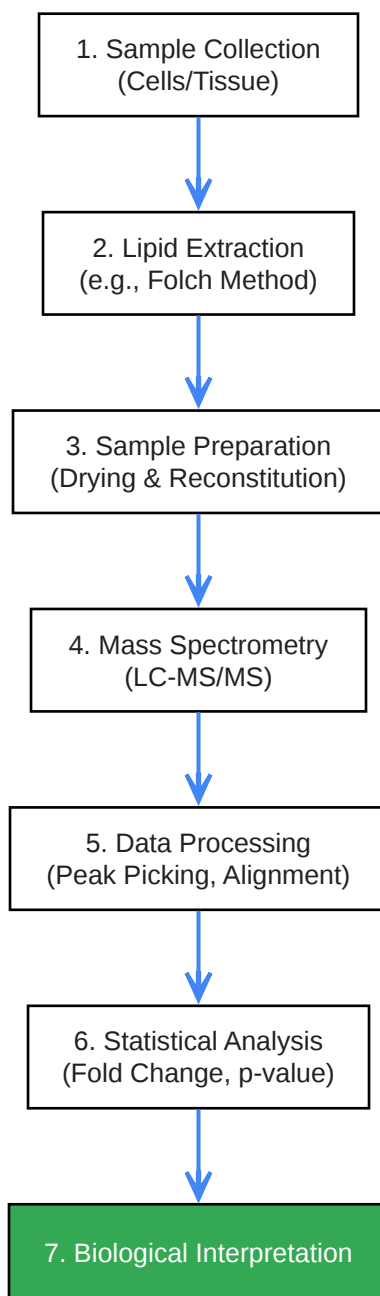 1. Sample Collection
(Cells/Tissue)
2. Lipid Extraction
(e.g., Folch Method)
3. Sample Preparation
(Drying & Reconstitution)
4. Mass Spectrometry
(LC-MS/MS)
5. Data Processing
(Peak Picking, Alignment)
6. Statistical Analysis
(Fold Change, p-value)
7. Biological Interpretation